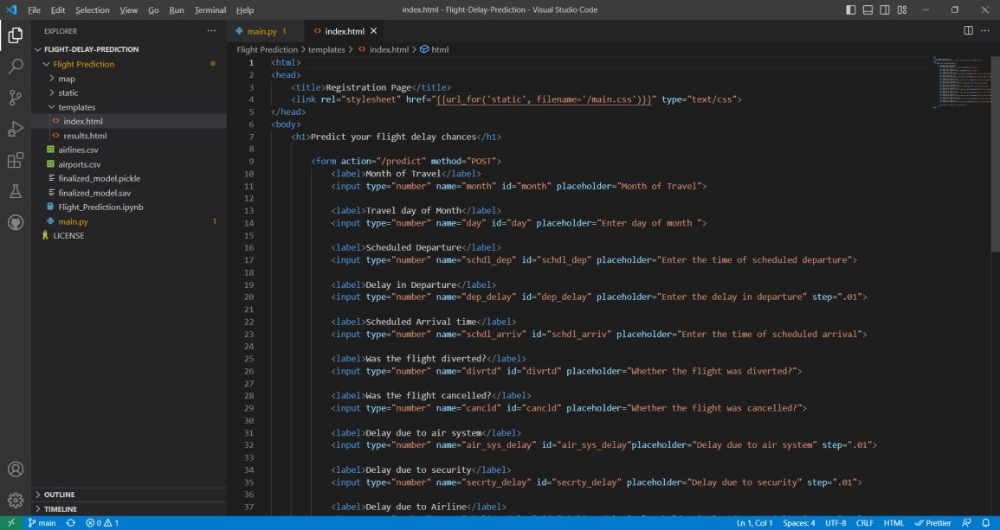 File Edit Selection View Go Run Terminal Help
index.html - Flight-Delay-Prediction - Visual Studio Code
EXPLORER
FLIGHT-DELAY-PREDICTION
Flight Prediction
map
static
templates
index.html
results.html
airlines.csv
airports.csv
finalized_model.pickle
finalized_model.sav
Flight_Prediction.ipynb
main.py 1
LICENSE
OUTLINE
TIMELINE
main.py 1 index.html
Flight Prediction > templates > index.html > html
1 <html>
2 <head>
3 <title>Registration Page</title>
4 <link rel="stylesheet" href="{{url_for('static', filename='/main.css')}}" type="text/css">
5 </head>
6 <body>
7 <h1>Predict your flight delay chances</h1>
8
9 <form action="/predict" method="POST">
10 <label>Month of Travel</label>
11 <input type="number" name="month" id="month" placeholder="Month of Travel">
12
13 <label>Travel day of Month</label>
14 <input type="number" name="day" id="day" placeholder="Enter day of month ">
15
16 <label>Scheduled Departure</label>
17 <input type="number" name="schdl_dep" id="schdl_dep" placeholder="Enter the time of scheduled departure">
18
19 <label>Delay in Departure</label>
20 <input type="number" name="dep_delay" id="dep_delay" placeholder="Enter the delay in departure" step=".01">
21
22 <label>Scheduled Arrival time</label>
23 <input type="number" name="schdl_arriv" id="schdl_arriv" placeholder="Enter the time of scheduled arrival">
24
25 <label>Was the flight diverted?</label>
26 <input type="number" name="divrtd" id="divrtd" placeholder="Whether the flight was diverted?">
27
28 <label>Was the flight cancelled?</label>
29 <input type="number" name="cancld" id="cancld" placeholder="Whether the flight was cancelled?">
30
31 <label>Delay due to air system</label>
32 <input type="number" name="air_sys_delay" id="air_sys_delay"placeholder="Delay due to air system" step=".01">
33
34 <label>Delay due to security</label>
35 <input type="number" name="secrty_delay" id="secrty_delay" placeholder="Delay due to security" step=".01">
36
37 <label>Delay due to Airline</label>
main 0 1
Ln 1, Col 1 Spaces: 4 UTF-8 CRLF HTML Prettier